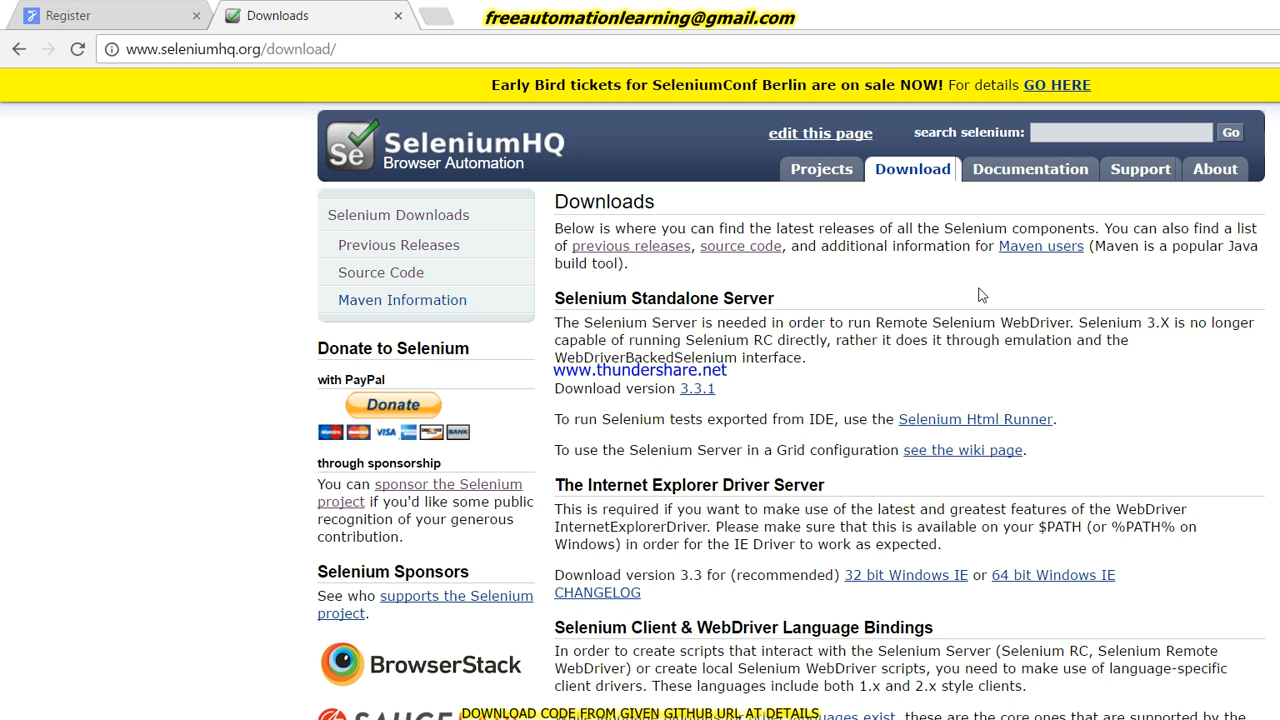 Register
Downloads
freeautomationlearning@gmail.com
www.seleniumhq.org/download/
Early Bird tickets for SeleniumConf Berlin are on sale NOW! For details GO HERE
Se
SeleniumHQ
Browser Automation
edit this page
search selenium:
Go
Projects
Download
Documentation
Support
About
Selenium Downloads
Previous Releases
Source Code
Maven Information
Donate to Selenium
with PayPal
Donate
VISA
BANK
through sponsorship
You can sponsor the Selenium
project if you'd like some public
recognition of your generous
contribution.
Selenium Sponsors
See who supports the Selenium
project.
BrowserStack
Downloads
Below is where you can find the latest releases of all the Selenium components. You can also find a list
of previous releases, source code, and additional information for Maven users (Maven is a popular Java
build tool).
Selenium Standalone Server
The Selenium Server is needed in order to run Remote Selenium WebDriver. Selenium 3.X is no longer
capable of running Selenium RC directly, rather it does it through emulation and the
WebDriverBackedSelenium interface.
www.thundershare.net
Download version 3.3.1
To run Selenium tests exported from IDE, use the Selenium Html Runner.
To use the Selenium Server in a Grid configuration see the wiki page.
The Internet Explorer Driver Server
This is required if you want to make use of the latest and greatest features of the WebDriver
InternetExplorerDriver. Please make sure that this is available on your $PATH (or %PATH% on
Windows) in order for the IE Driver to work as expected.
Download version 3.3 for (recommended) 32 bit Windows IE or 64 bit Windows IE
CHANGELOG
Selenium Client & WebDriver Language Bindings
In order to create scripts that interact with the Selenium Server (Selenium RC, Selenium Remote
WebDriver) or create local Selenium WebDriver scripts, you need to make use of language-specific
client drivers. These languages include both 1.x and 2.x style clients.
DOWNLOAD CODE FROM GIVEN GITHUB URL AT DETAILS
exist, these are the core ones that are supported by the